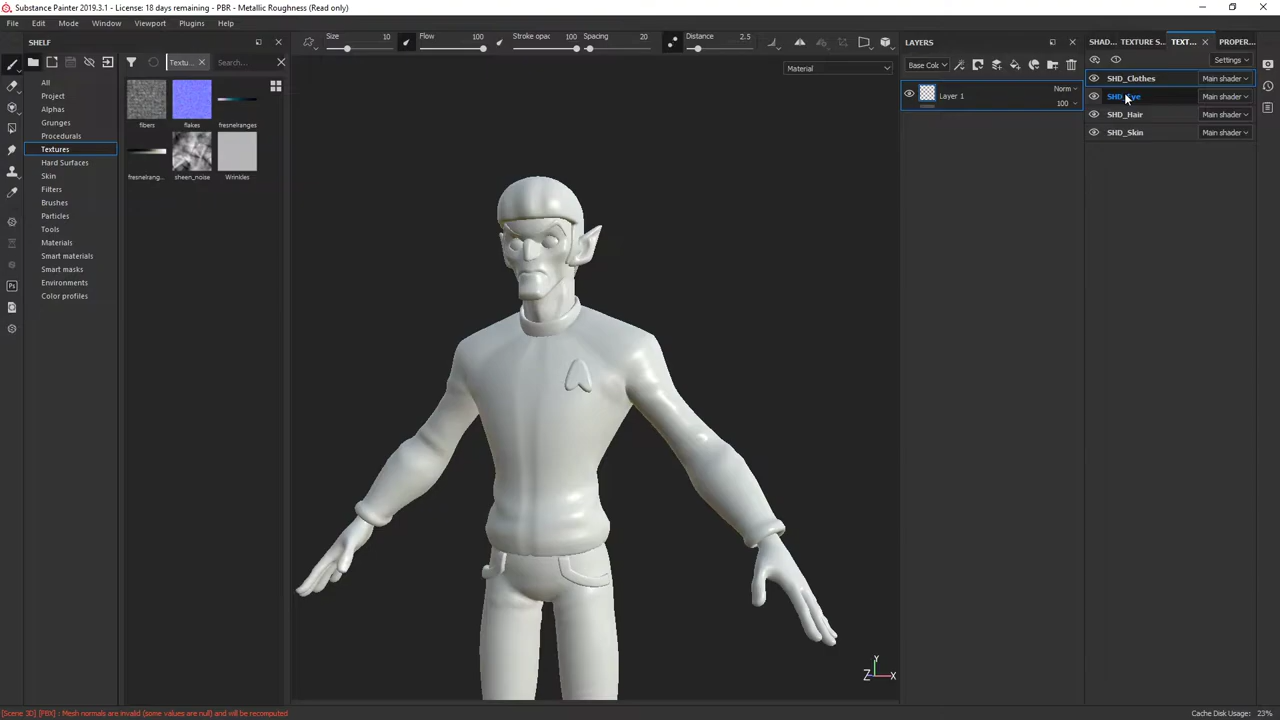 Substance Painter 2019.3.1 - License: 18 days remaining - PBR - Metallic Roughness (Read only)
File Edit Mode Window Viewport Plugins Help
SHELF
Size 10 Flow 100 Stroke opac 100 Spacing 20 Distance 2.5
LAYERS
SHAD... TEXTURE S... TEXT... PROPER...
Textu...
Search...
Material
Base Col
Settings
All
Project
Alphas
Grunges
Procedurals
Textures
Hard Surfaces
Skin
Filters
Brushes
Particles
Tools
Materials
Smart materials
Smart masks
Environments
Color profiles
fibers flakes fresnelranges
fresnelrang... sheen_noise Wrinkles
Ps
Layer 1
Norm
100
SHD_Clothes Main shader
SHD_Eye Main shader
SHD_Hair Main shader
SHD_Skin Main shader
Y
Z X
[Scene 3D] [FBX] : Mesh normals are invalid (some values are null) and will be recomputed
Cache Disk Usage: 23%